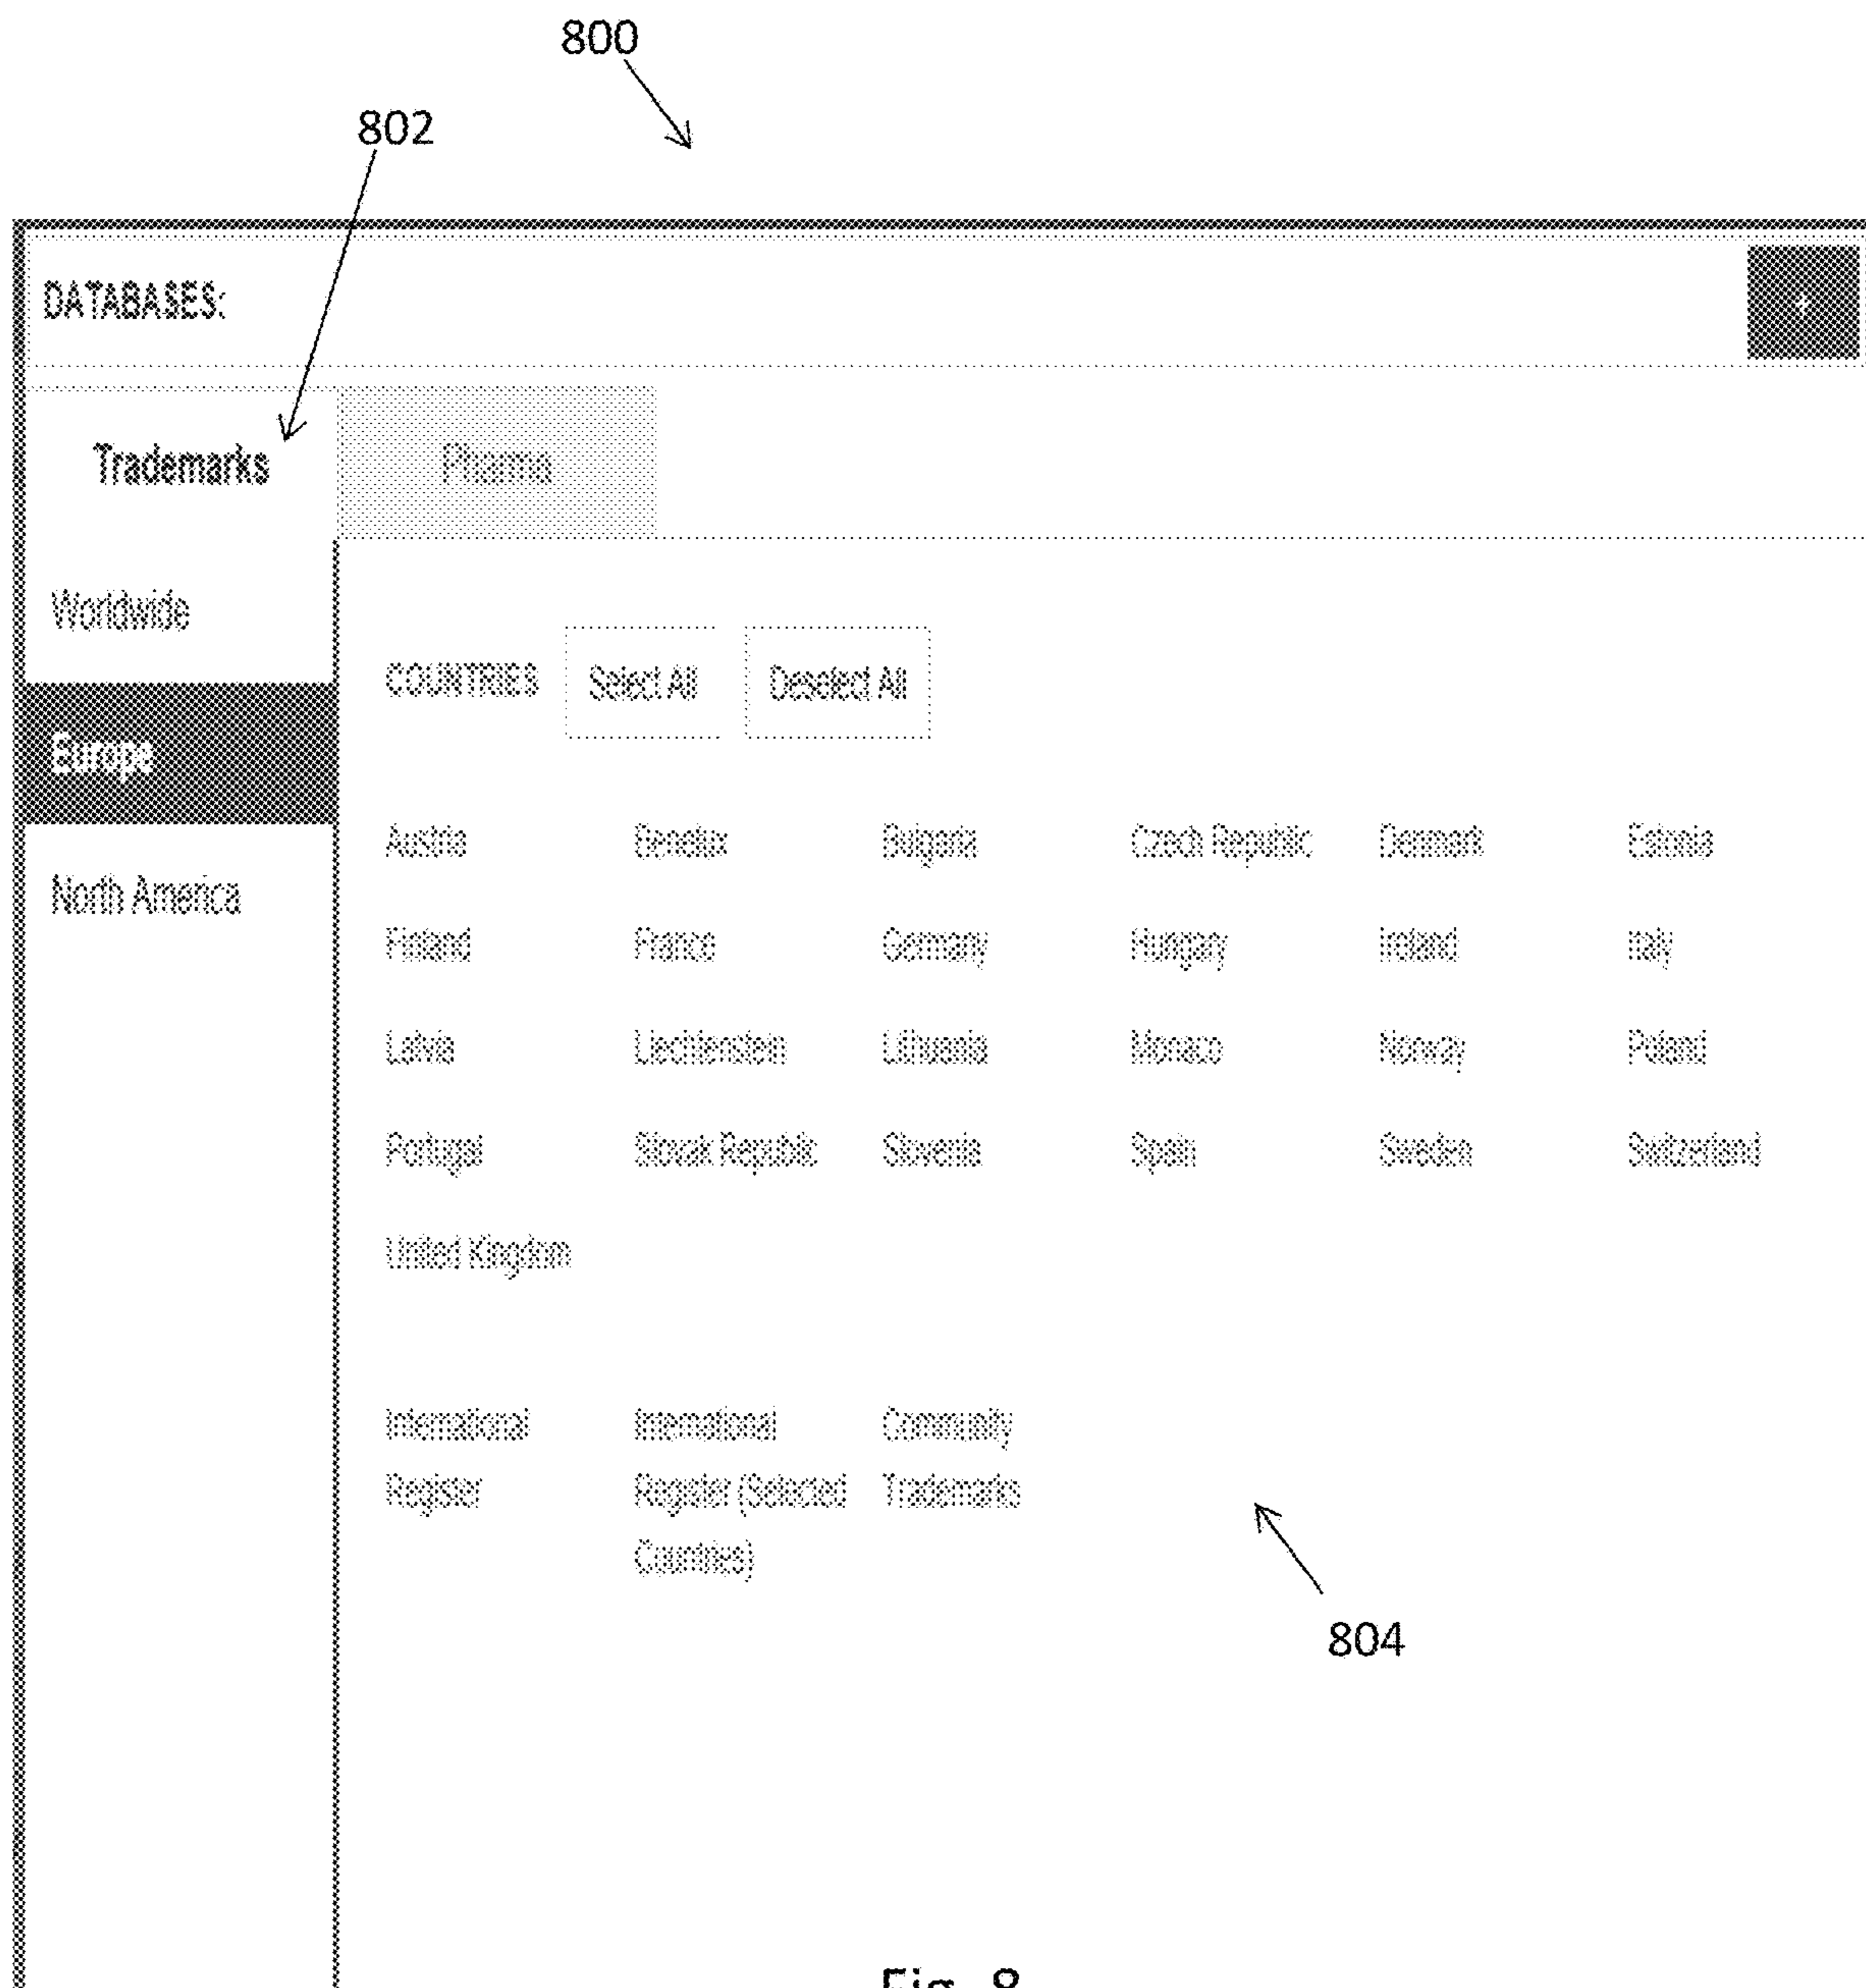 800
802
DATABASES: +
Trademarks Pharma
Worldwide
COUNTRIES Select All Deselect All
Europe
Austria Benelux Bulgaria Czech Republic Denmark Estonia
North America
Finland France Germany Hungary Ireland Italy
Latvia Liechtenstein Lithuania Monaco Norway Poland
Portugal Slovak Republic Slovenia Spain Sweden Switzerland
United Kingdom
International International Community
Register Register (Selected Trademarks
Countries)
804
Fig. 8